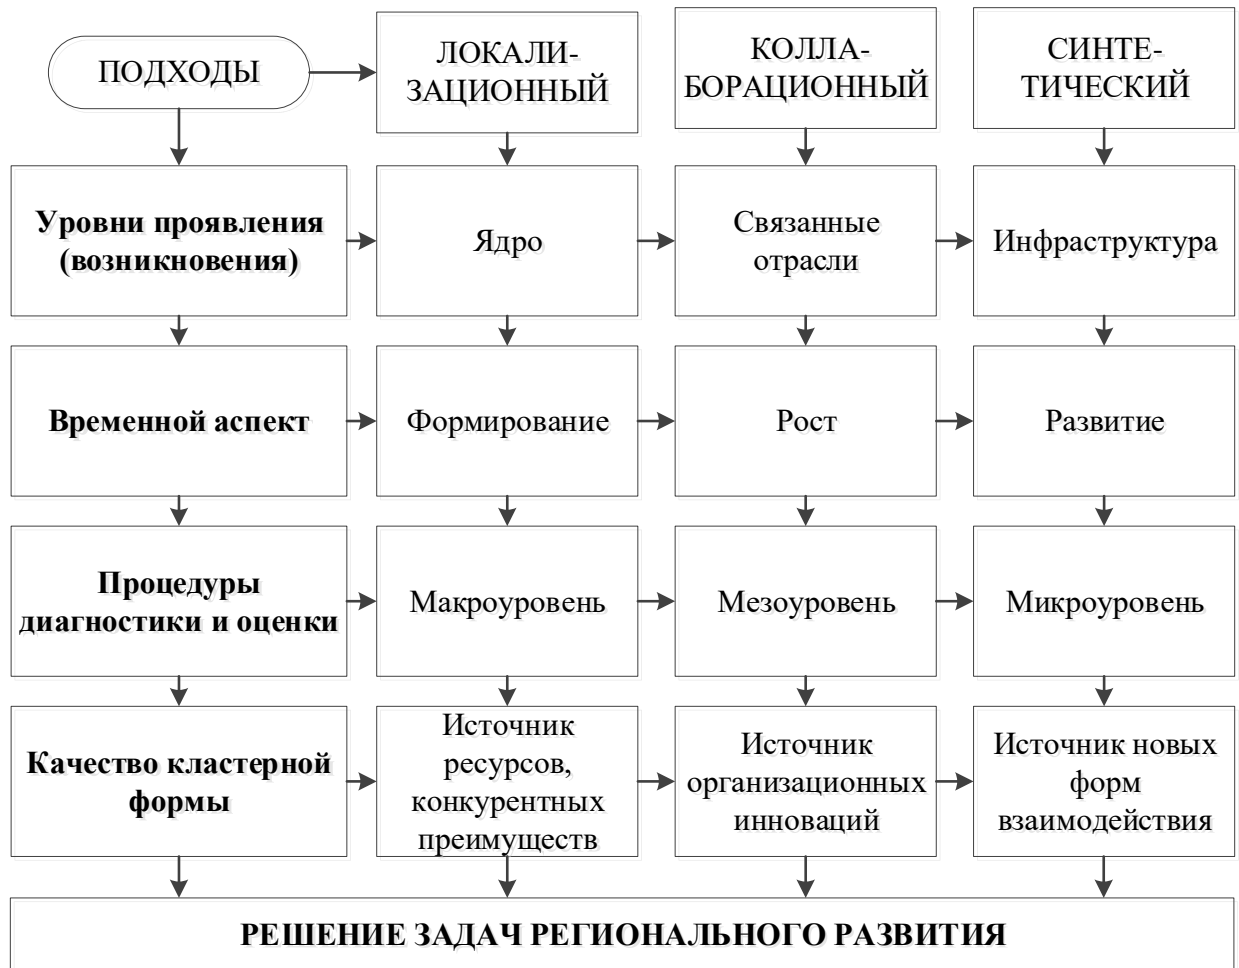 ПОДХОДЫ
ЛОКАЛИ-
ЗАЦИОННЫЙ
КОЛЛА-
БОРАЦИОННЫЙ
СИНТЕ-
ТИЧЕСКИЙ
Уровни проявления
(возникновения)
Ядро
Связанные
отрасли
Инфраструктура
Временной аспект
Формирование
Рост
Развитие
Процедуры
диагностики и оценки
Макроуровень
Мезоуровень
Микроуровень
Качество кластерной
формы
Источник
ресурсов,
конкурентных
преимуществ
Источник
организационных
инноваций
Источник новых
форм
взаимодействия
РЕШЕНИЕ ЗАДАЧ РЕГИОНАЛЬНОГО РАЗВИТИЯ